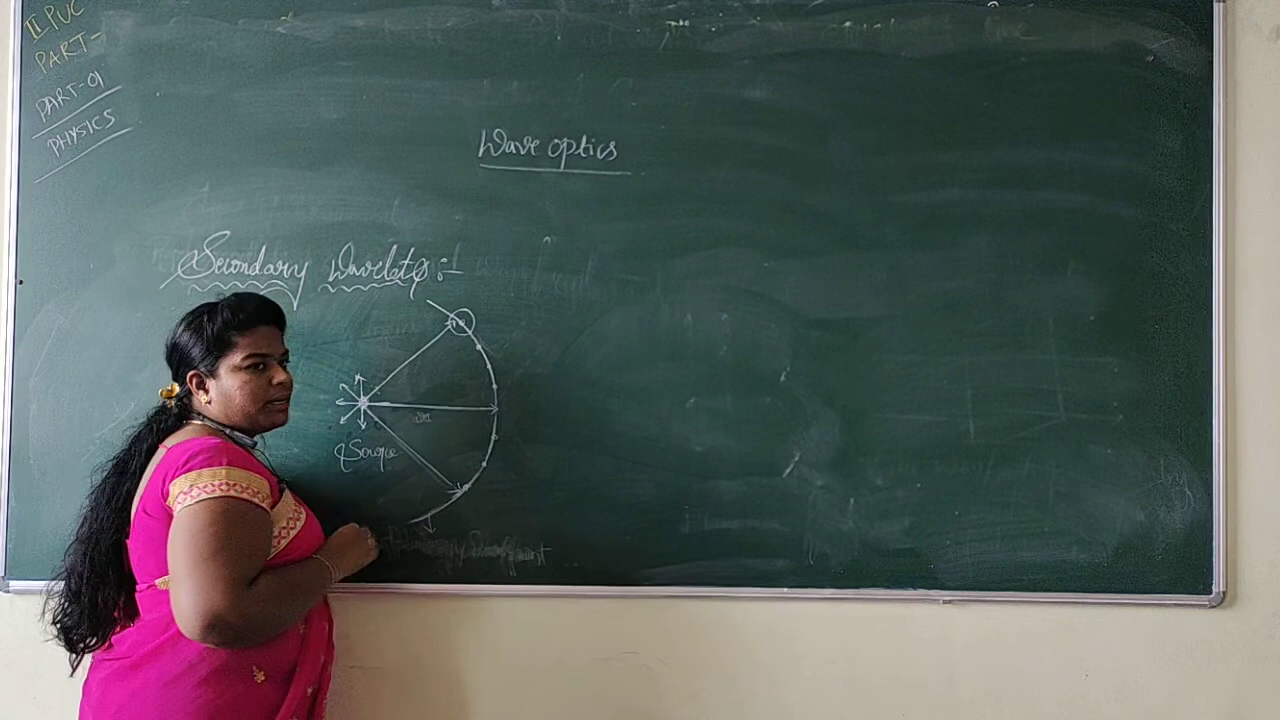 II PUC
PART-
PART-01
PHYSICS
Wave optics
Secondary Wavelets :-
Source